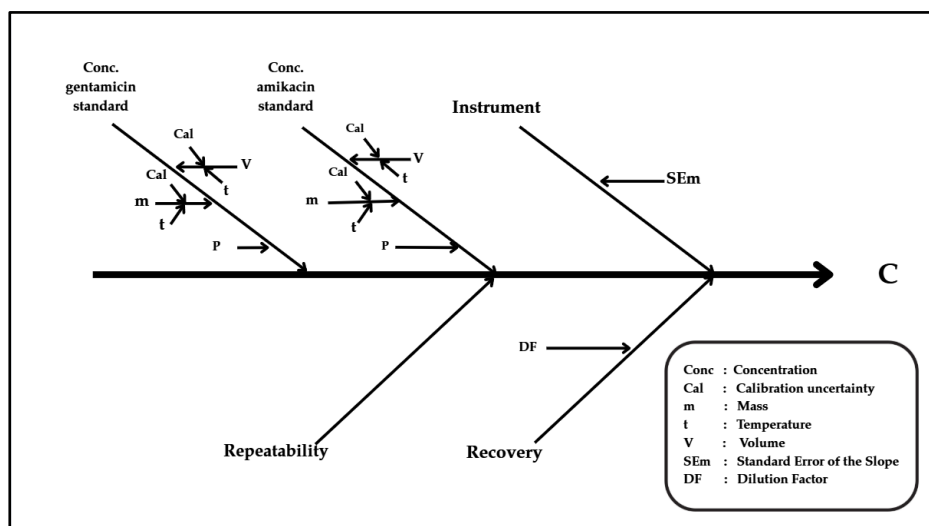 Conc.
gentamicin
standard
Conc.
amikacin
standard
Instrument
Cal
V
Cal
t
m
t
P
Cal
V
Cal
t
m
t
P
SEm
C
DF
Repeatability
Recovery
Conc : Concentration
Cal : Calibration uncertainty
m : Mass
t : Temperature
V : Volume
SEm : Standard Error of the Slope
DF : Dilution Factor